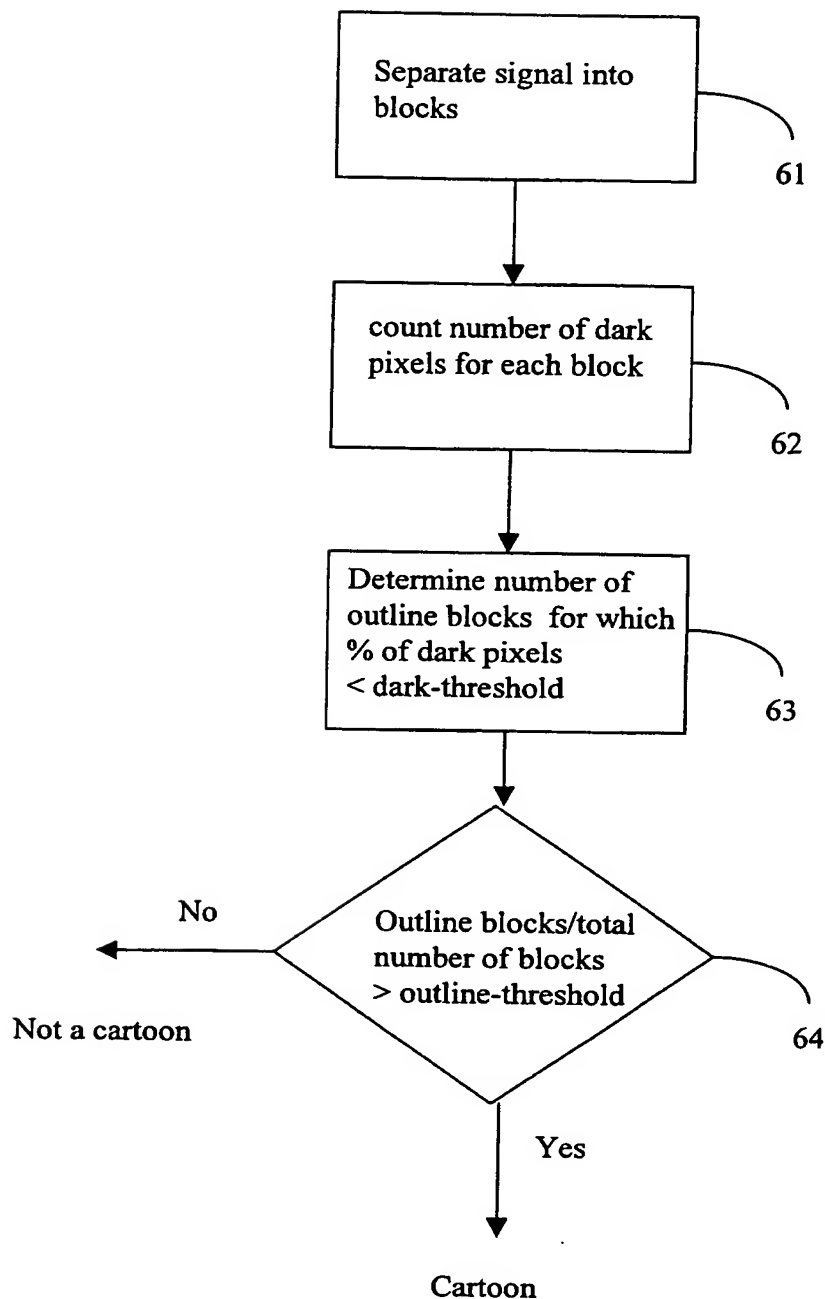 Separate signal into
blocks
61
count number of dark
pixels for each block
62
Determine number of
outline blocks for which
% of dark pixels
< dark-threshold
63
No
Outline blocks/total
number of blocks
> outline-threshold
Not a cartoon
64
Yes
Cartoon